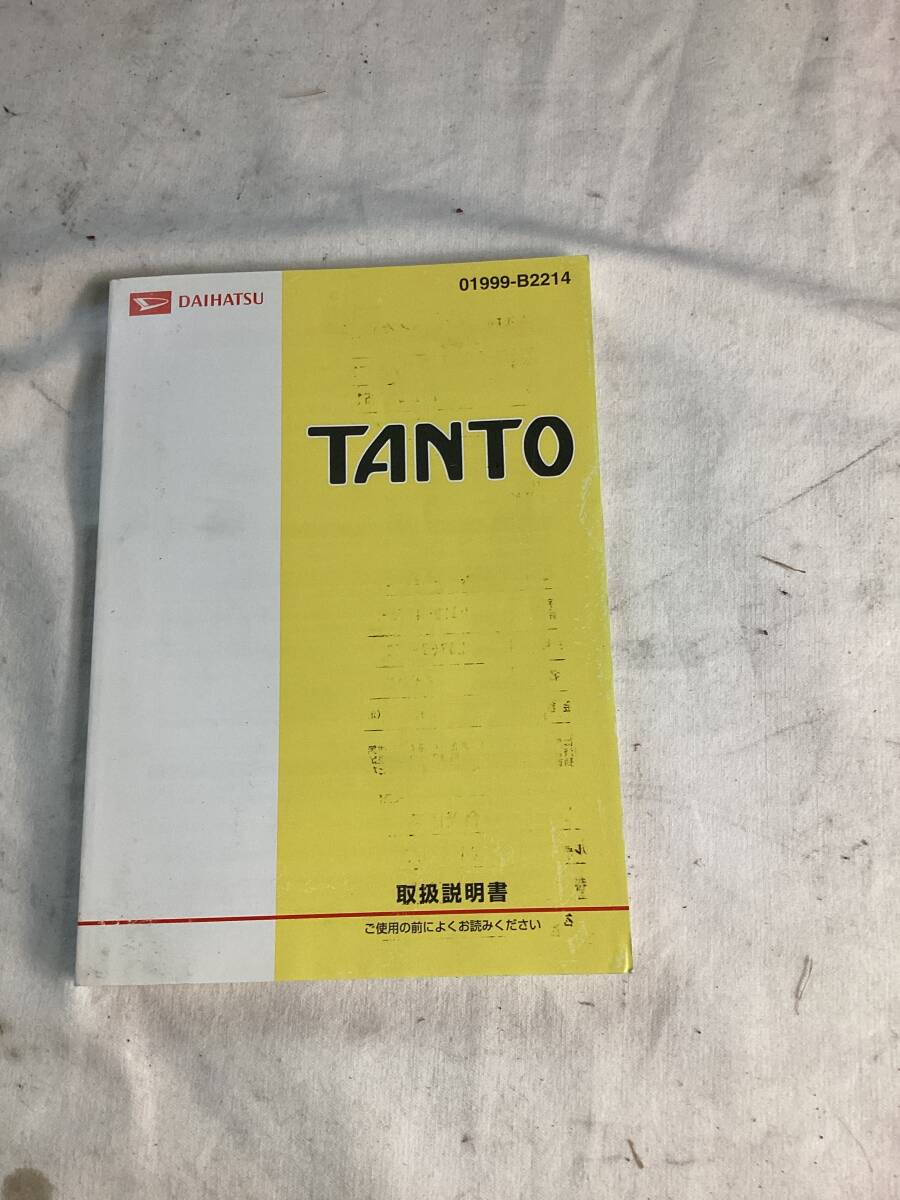 DAIHATSU
01999-B2214
TANTO
取扱説明書
ご使用の前によくお読みください